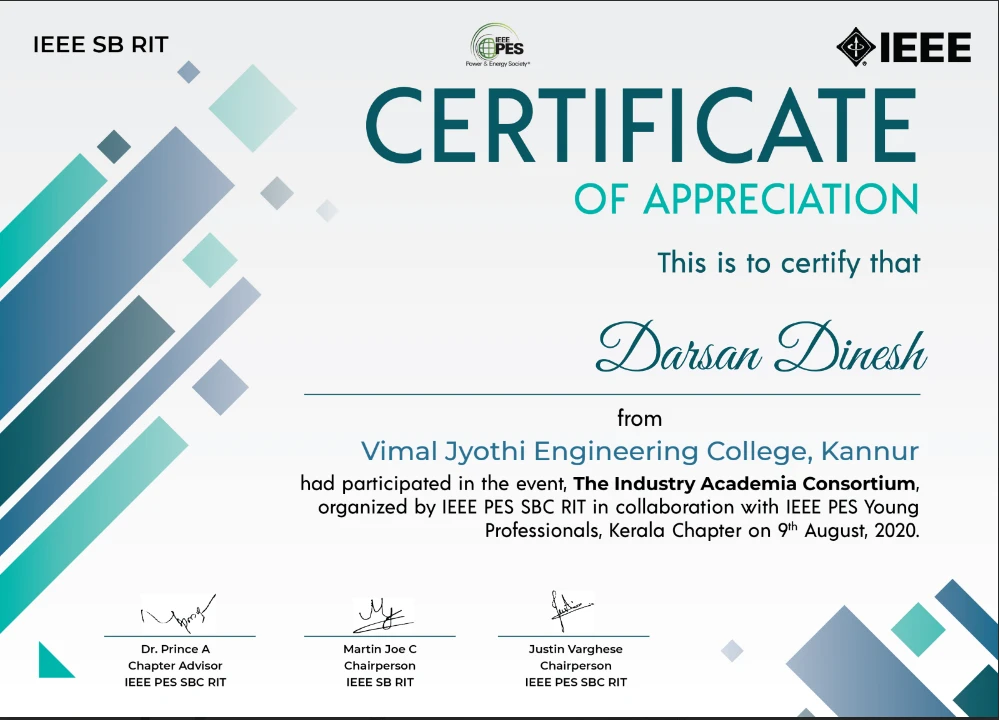 IEEE SB RIT
IEEE
PES
Power & Energy Society®
IEEE
CERTIFICATE
OF APPRECIATION
This is to certify that
Darsan Dinesh
from
Vimal Jyothi Engineering College, Kannur
had participated in the event, The Industry Academia Consortium,
organized by IEEE PES SBC RIT in collaboration with IEEE PES Young
Professionals, Kerala Chapter on 9th August, 2020.
Dr. Prince A
Chapter Advisor
IEEE PES SBC RIT
Martin Joe C
Chairperson
IEEE SB RIT
Justin Varghese
Chairperson
IEEE PES SBC RIT